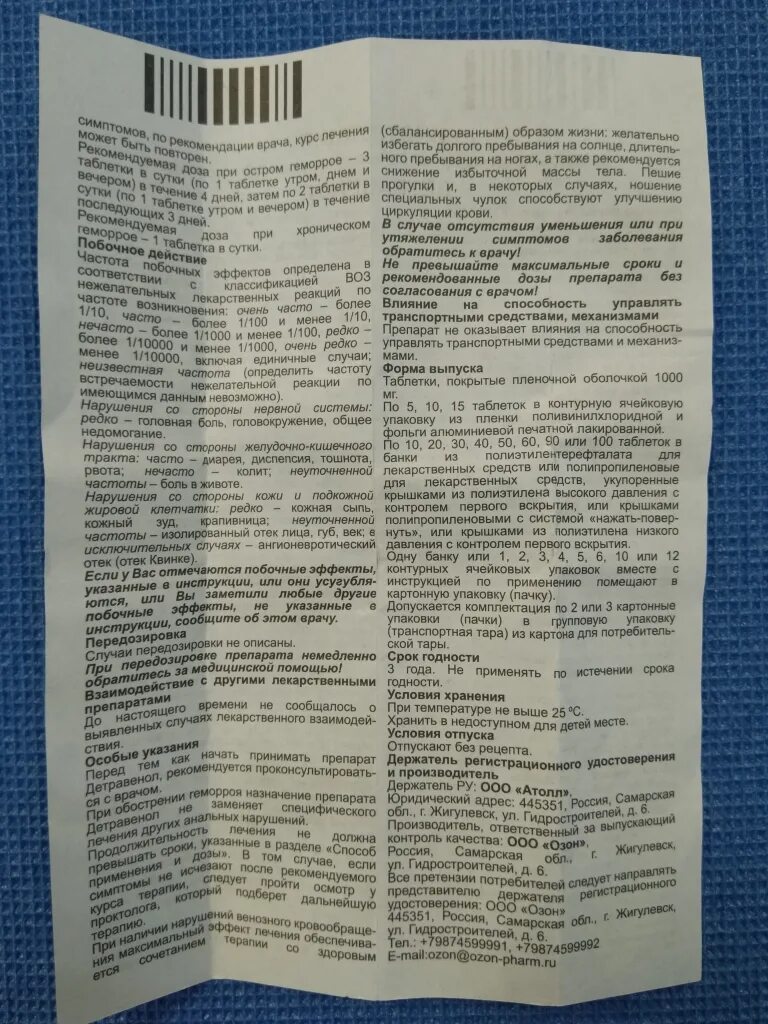 симптомов, по рекомендации врача, курс лечения
может быть повторен.
Рекомендуемая доза при остром геморрое – 3
таблетки в сутки (по 1 таблетке утром, днем и
вечером) в течение 4 дней, затем по 2 таблетки в
сутки (по 1 таблетке утром и вечером) в течение
последующих 3 дней.
Рекомендуемая доза при хроническом
геморрое – 1 таблетка в сутки.
Побочное действие
Частота побочных эффектов определена в
соответствии с классификацией ВОЗ
нежелательных лекарственных реакций по
частоте возникновения: очень часто – более
1/10, часто – более 1/100 и менее 1/10,
нечасто – более 1/1000 и менее 1/100, редко –
более 1/10000 и менее 1/1000, очень редко –
менее 1/10000, включая единичные случаи;
неизвестная частота (определить частоту
встречаемости нежелательной реакции по
имеющимся данным невозможно).
Нарушения со стороны нервной системы:
редко – головная боль, головокружение, общее
недомогание.
Нарушения со стороны желудочно-кишечного
тракта: часто – диарея, диспепсия, тошнота,
рвота; нечасто – колит; неуточненной
частоты – боль в животе.
Нарушения со стороны кожи и подкожной
жировой клетчатки: редко – кожная сыпь,
кожный зуд, крапивница; неуточненной
частоты – изолированный отек лица, губ, век; в
исключительных случаях – ангионевротический
отек (отек Квинке).
Если у Вас отмечаются побочные эффекты,
указанные в инструкции, или они усугубля-
ются, или Вы заметили любые другие
побочные эффекты, не указанные в
инструкции, сообщите об этом врачу.
Передозировка
Случаи передозировки не описаны.
При передозировке препарата немедленно
обратитесь за медицинской помощью!
Взаимодействие с другими лекарственными
препаратами
До настоящего времени не сообщалось о
выявленных случаях лекарственного взаимодей-
ствия.
Особые указания
Перед тем как начать принимать препарат
Детравенол, рекомендуется проконсультировать-
ся с врачом.
При обострении геморроя назначение препарата
Детравенол не заменяет специфического
лечения других анальных нарушений.
Продолжительность лечения не должна
превышать сроки, указанные в разделе «Способ
применения и дозы». В том случае, если
симптомы не исчезают после рекомендуемого
курса терапии, следует пройти осмотр у
проктолога, который подберет дальнейшую
терапию.
При наличии нарушений венозного кровообраще-
ния максимальный эффект лечения обеспечива-
ется сочетанием терапии со здоровым
(сбалансированным) образом жизни: желательно
избегать долгого пребывания на солнце, длитель-
ного пребывания на ногах, а также рекомендуется
снижение избыточной массы тела. Пешие
прогулки и, в некоторых случаях, ношение
специальных чулок способствуют улучшению
циркуляции крови.
В случае отсутствия уменьшения или при
утяжелении симптомов заболевания
обратитесь к врачу!
Не превышайте максимальные сроки и
рекомендованные дозы препарата без
согласования с врачом!
Влияние на способность управлять
транспортными средствами, механизмами
Препарат не оказывает влияния на способность
управлять транспортными средствами и механиз-
мами.
Форма выпуска
Таблетки, покрытые пленочной оболочкой 1000
мг.
По 5, 10, 15 таблеток в контурную ячейковую
упаковку из пленки поливинилхлоридной и
фольги алюминиевой печатной лакированной.
По 10, 20, 30, 40, 50, 60, 90 или 100 таблеток в
банки из полиэтилентерефталата для
лекарственных средств или полипропиленовые
для лекарственных средств, укупоренные
крышками из полиэтилена высокого давления с
контролем первого вскрытия, или крышками
полипропиленовыми с системой «нажать-повер-
нуть», или крышками из полиэтилена низкого
давления с контролем первого вскрытия.
Одну банку или 1, 2, 3, 4, 5, 6, 10 или 12
контурных ячейковых упаковок вместе с
инструкцией по применению помещают в
картонную упаковку (пачку).
Допускается комплектация по 2 или 3 картонные
упаковки (пачки) в групповую упаковку
(транспортная тара) из картона для потребитель-
ской тары.
Срок годности
3 года. Не применять по истечении срока
годности.
Условия хранения
При температуре не выше 25 ºС.
Хранить в недоступном для детей месте.
Условия отпуска
Отпускают без рецепта.
Держатель регистрационного удостоверения
и производитель
Держатель РУ: ООО «Атолл»,
Юридический адрес: 445351, Россия, Самарская
обл., г. Жигулевск, ул. Гидростроителей, д. 6.
Производитель, ответственный за выпускающий
контроль качества: ООО «Озон»,
Россия, Самарская обл., г. Жигулевск,
ул. Гидростроителей, д. 6.
Все претензии потребителей следует направлять
представителю держателя регистрационного
удостоверения: ООО «Озон»
445351, Россия, Самарская обл., г. Жигулевск,
ул. Гидростроителей, д. 6.
Тел.: +79874599991, +79874599992
E-mail:ozon@ozon-pharm.ru